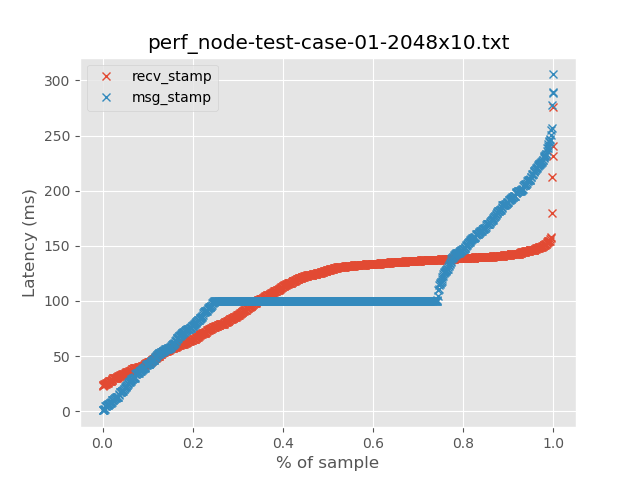 perf_node-test-case-01-2048x10.txt
recv_stamp
msg_stamp
300
250
200
150
100
50
0
Latency (ms)
0.0 0.2 0.4 0.6 0.8 1.0
% of sample